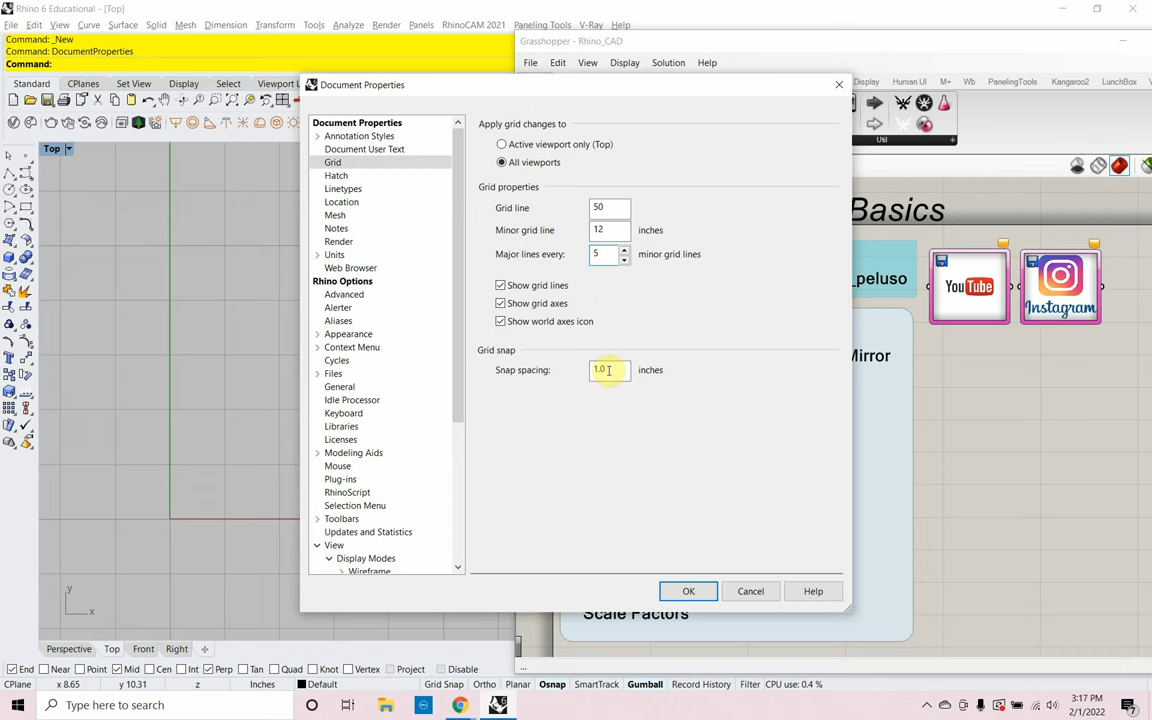 Rhino 6 Educational - [Top]
File Edit View Curve Surface Solid Mesh Dimension Transform Tools Analyze Render Panels RhinoCAM 2021 Paneling Tools V-Ray Help
Command: _New
Command: DocumentProperties
Command:
Grasshopper - Rhino_CAD
File Edit View Display Solution Help
Standard CPlanes Set View Display Select Viewport L
Display Human UI M+ Wb PanelingTools Kangaroo2 LunchBox
Util
Top
Basics
_peluso
YouTube
Instagram
Mirror
Scale Factors
Document Properties
Document Properties
Annotation Styles
Document User Text
Grid
Hatch
Linetypes
Location
Mesh
Notes
Render
Units
Web Browser
Rhino Options
Advanced
Alerter
Aliases
Appearance
Context Menu
Cycles
Files
General
Idle Processor
Keyboard
Libraries
Licenses
Modeling Aids
Mouse
Plug-ins
RhinoScript
Selection Menu
Toolbars
Updates and Statistics
View
Display Modes
Wireframe
Apply grid changes to
Active viewport only (Top)
All viewports
Grid properties
Grid line 50
Minor grid line 12 inches
Major lines every: 5 minor grid lines
Show grid lines
Show grid axes
Show world axes icon
Grid snap
Snap spacing: 1.0 inches
OK Cancel Help
y
x
Perspective Top Front Right
End Near Point Mid Cen Int Perp Tan Quad Knot Vertex Project Disable
...
CPlane x 8.65 y 10.31 z Inches Default Grid Snap Ortho Planar Osnap SmartTrack Gumball Record History Filter CPU use: 0.4 %
Type here to search
3:17 PM
2/1/2022
7